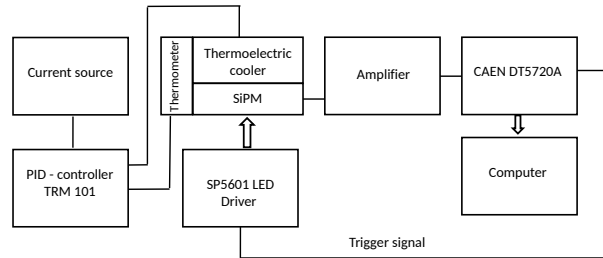 Current source
Thermometer
Thermoelectric
cooler
SiPM
Amplifier
CAEN DT5720A
PID - controller
TRM 101
SP5601 LED
Driver
Computer
Trigger signal